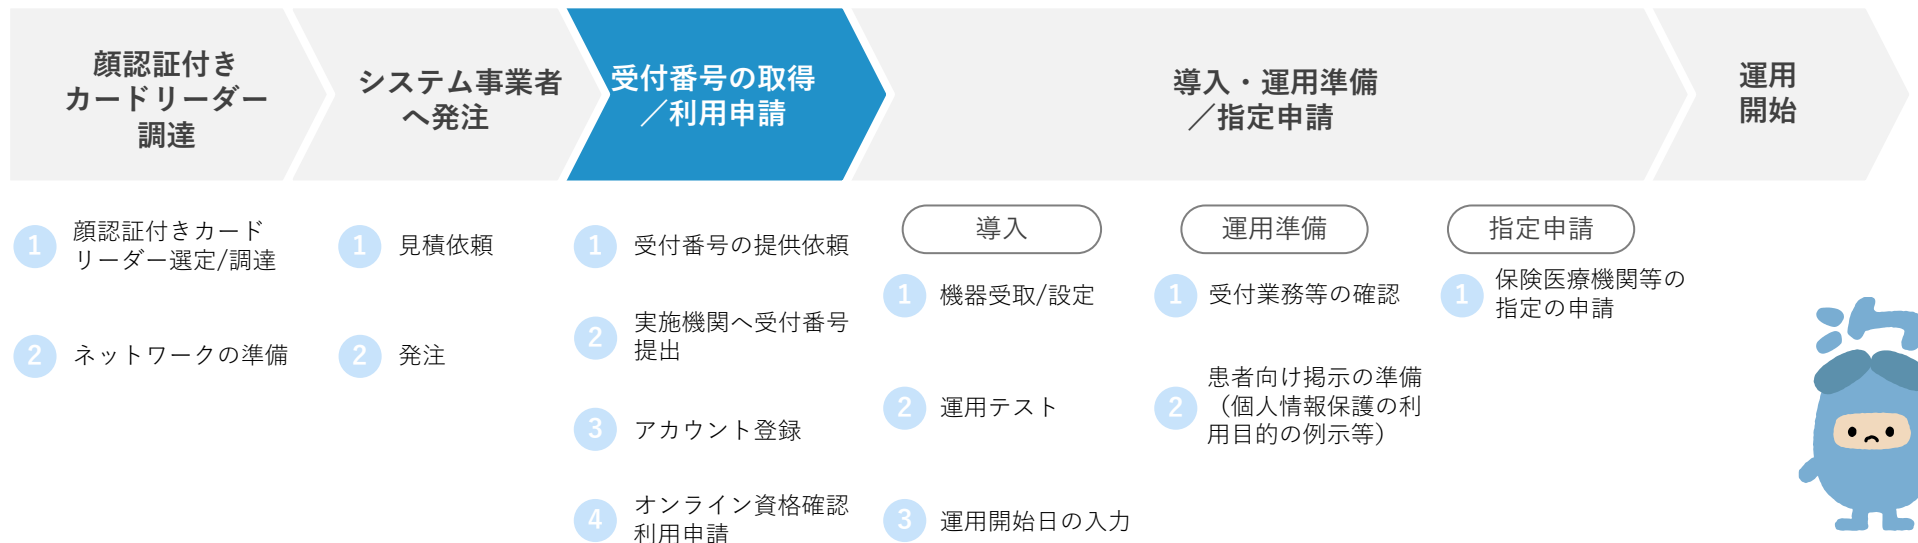 顔認証付き
カードリーダー
調達
システム事業者
へ発注
受付番号の取得
／利用申請
導入・運用準備
／指定申請
運用
開始
1
顔認証付きカード
リーダー選定/調達
2
ネットワークの準備
1
見積依頼
2
発注
1
受付番号の提供依頼
2
実施機関へ受付番号
提出
3
アカウント登録
4
オンライン資格確認
利用申請
導入
1
機器受取/設定
2
運用テスト
3
運用開始日の入力
運用準備
1
受付業務等の確認
2
患者向け掲示の準備
（個人情報保護の利
用目的の例示等）
指定申請
1
保険医療機関等の
指定の申請